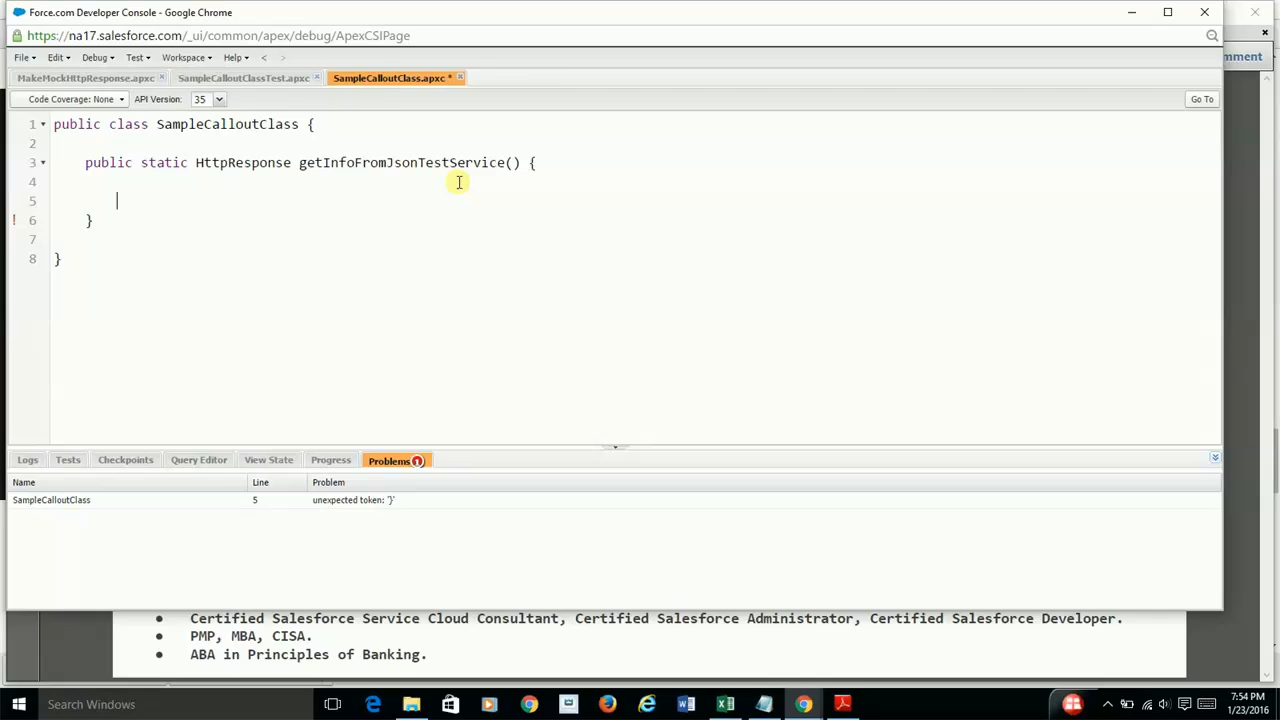 Force.com Developer Console - Google Chrome
https://na17.salesforce.com/_ui/common/apex/debug/ApexCSIPage
File Edit Debug Test Workspace Help < >
mment
MakeMockHttpResponse.apxc SampleCalloutClassTest.apxc SampleCalloutClass.apxc *
Code Coverage: None API Version: 35 Go To
1 public class SampleCalloutClass {
2
3 public static HttpResponse getInfoFromJsonTestService() {
4
5
! 6 }
7
8 }
Logs Tests Checkpoints Query Editor View State Progress Problems 1
Name Line Problem
SampleCalloutClass 5 unexpected token: '}'
• Certified Salesforce Service Cloud Consultant, Certified Salesforce Administrator, Certified Salesforce Developer.
• PMP, MBA, CISA.
• ABA in Principles of Banking.
Search Windows
7:54 PM
1/23/2016